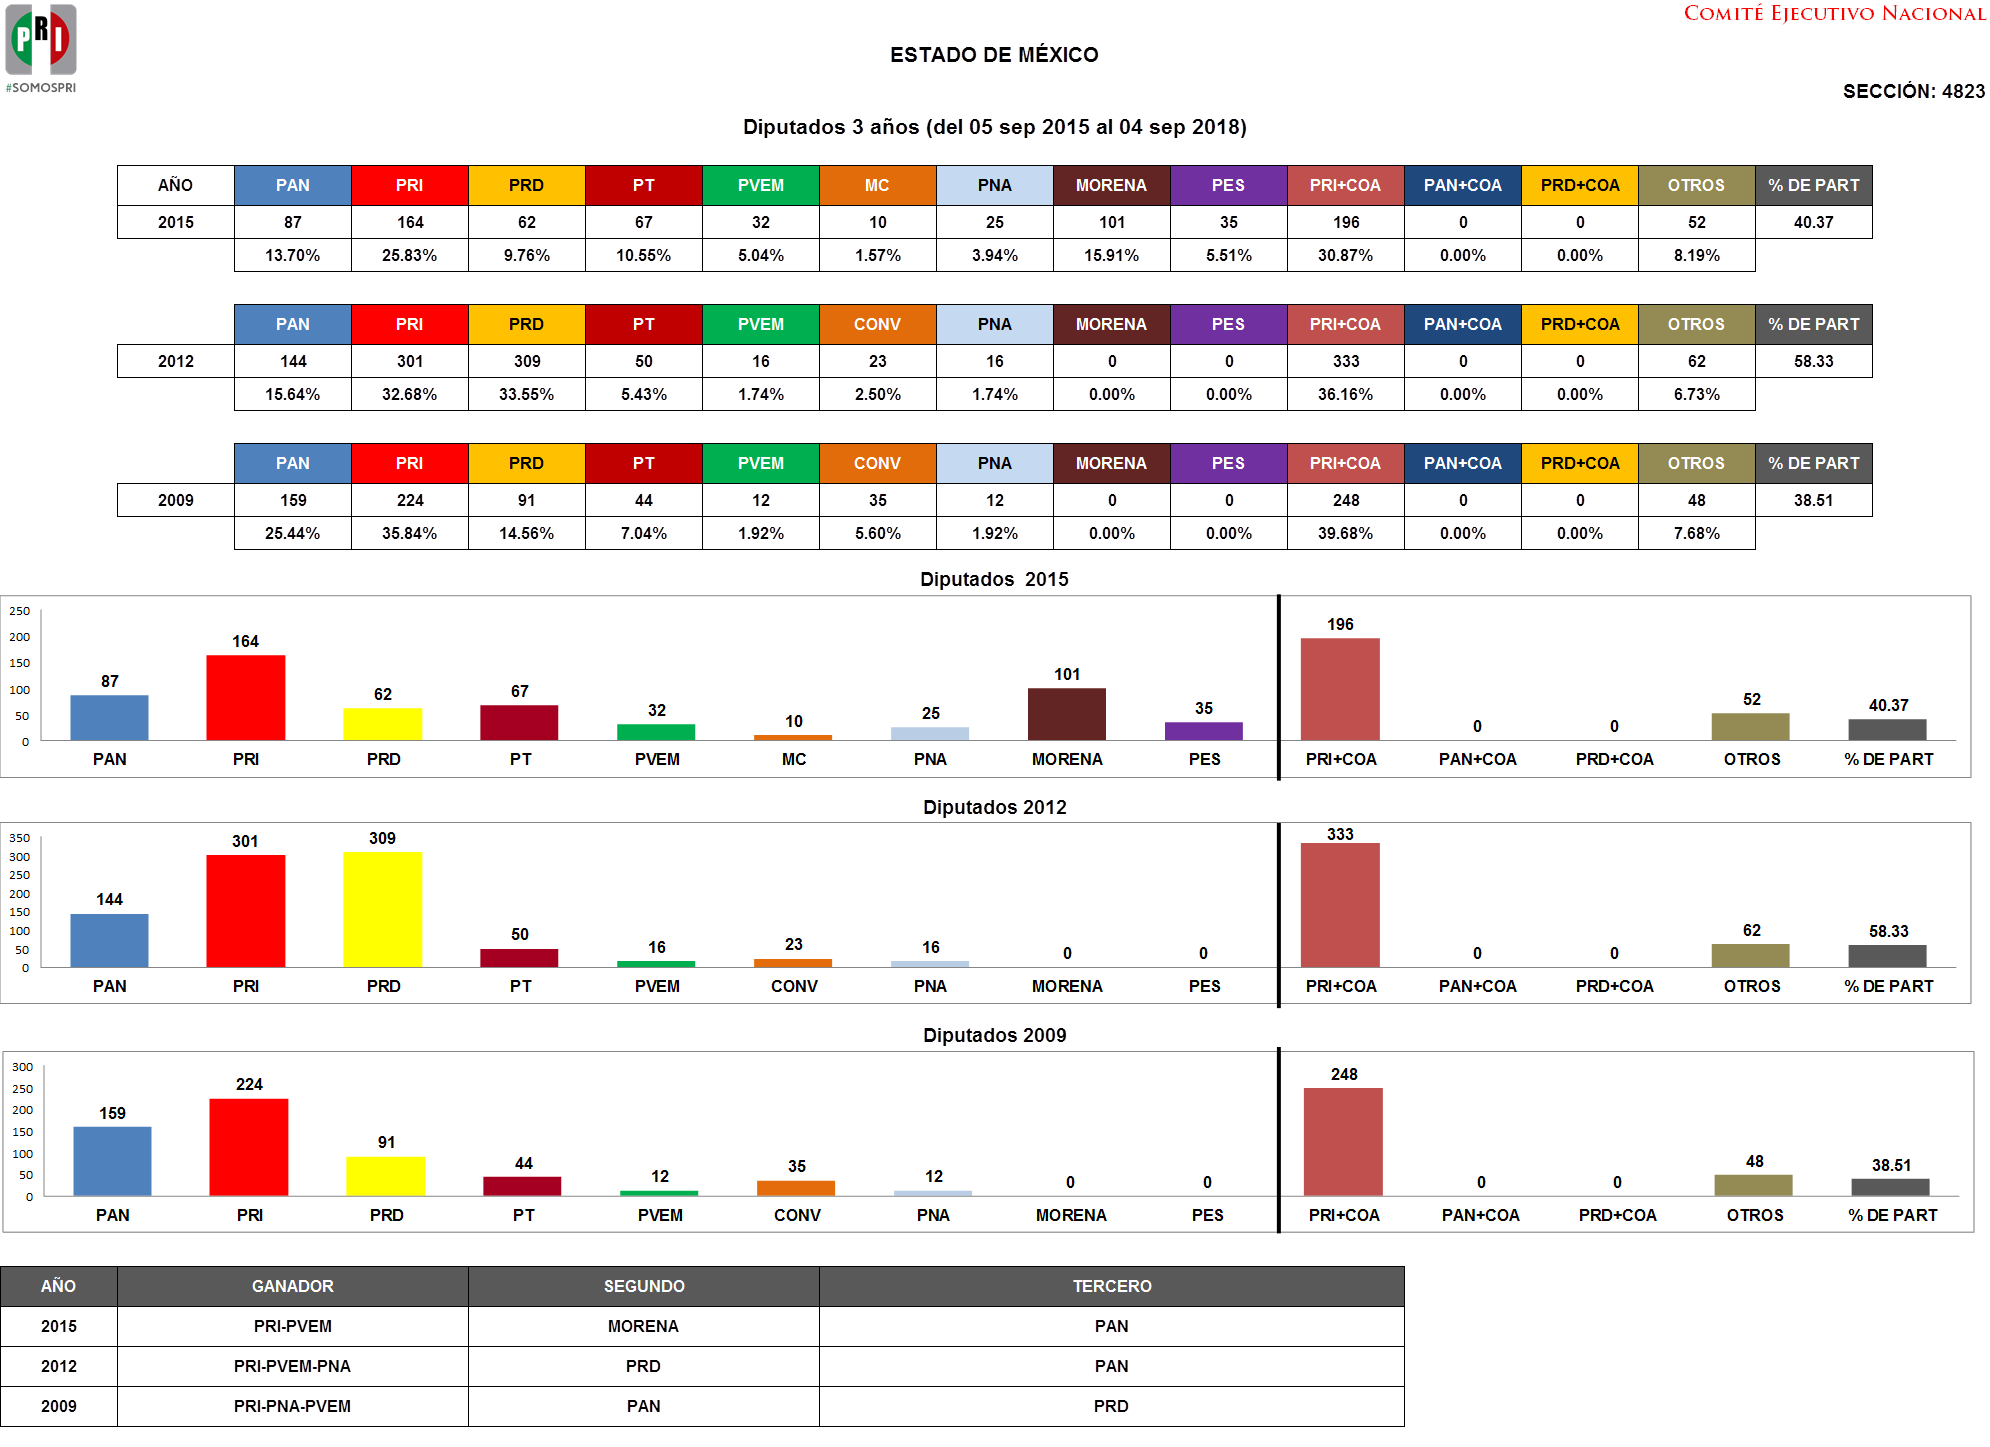 PRI
#SOMOSPRI
COMITÉ EJECUTIVO NACIONAL
ESTADO DE MÉXICO
SECCIÓN: 4823
Diputados 3 años (del 05 sep 2015 al 04 sep 2018)
AÑO PAN PRI PRD PT PVEM MC PNA MORENA PES PRI+COA PAN+COA PRD+COA OTROS % DE PART
2015 87 164 62 67 32 10 25 101 35 196 0 0 52 40.37
13.70% 25.83% 9.76% 10.55% 5.04% 1.57% 3.94% 15.91% 5.51% 30.87% 0.00% 0.00% 8.19%
PAN PRI PRD PT PVEM CONV PNA MORENA PES PRI+COA PAN+COA PRD+COA OTROS % DE PART
2012 144 301 309 50 16 23 16 0 0 333 0 0 62 58.33
15.64% 32.68% 33.55% 5.43% 1.74% 2.50% 1.74% 0.00% 0.00% 36.16% 0.00% 0.00% 6.73%
PAN PRI PRD PT PVEM CONV PNA MORENA PES PRI+COA PAN+COA PRD+COA OTROS % DE PART
2009 159 224 91 44 12 35 12 0 0 248 0 0 48 38.51
25.44% 35.84% 14.56% 7.04% 1.92% 5.60% 1.92% 0.00% 0.00% 39.68% 0.00% 0.00% 7.68%
Diputados 2015
250
200
150
100
50
0
87 164 62 67 32 10 25 101 35 196 0 0 52 40.37
PAN PRI PRD PT PVEM MC PNA MORENA PES PRI+COA PAN+COA PRD+COA OTROS % DE PART
Diputados 2012
350
300
250
200
150
100
50
0
144 301 309 50 16 23 16 0 0 333 0 0 62 58.33
PAN PRI PRD PT PVEM CONV PNA MORENA PES PRI+COA PAN+COA PRD+COA OTROS % DE PART
Diputados 2009
300
250
200
150
100
50
0
159 224 91 44 12 35 12 0 0 248 0 0 48 38.51
PAN PRI PRD PT PVEM CONV PNA MORENA PES PRI+COA PAN+COA PRD+COA OTROS % DE PART
AÑO GANADOR SEGUNDO TERCERO
2015 PRI-PVEM MORENA PAN
2012 PRI-PVEM-PNA PRD PAN
2009 PRI-PNA-PVEM PAN PRD